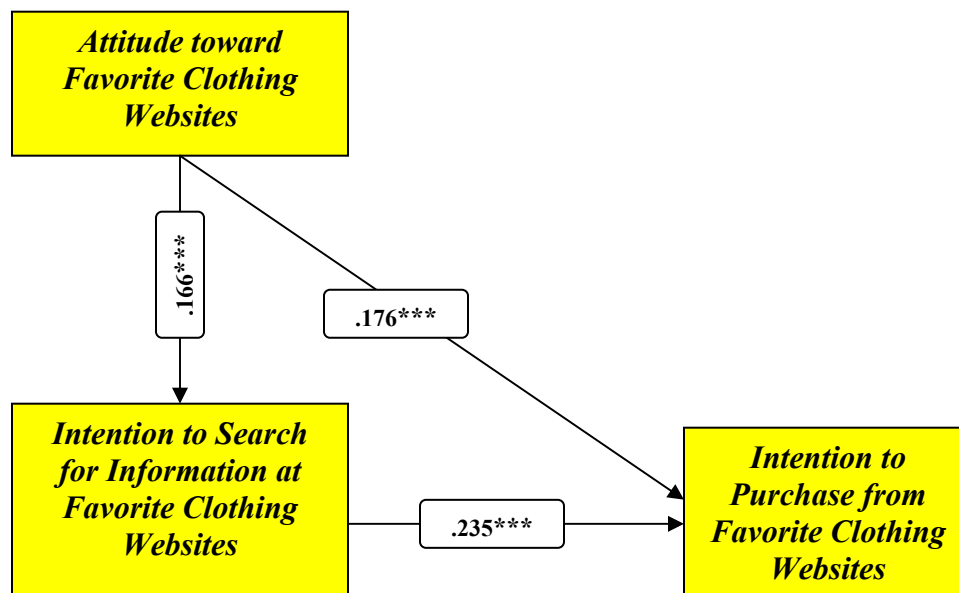 Attitude toward
Favorite Clothing
Websites
.166***
.176***
Intention to Search
for Information at
Favorite Clothing
Websites
.235***
Intention to
Purchase from
Favorite Clothing
Websites